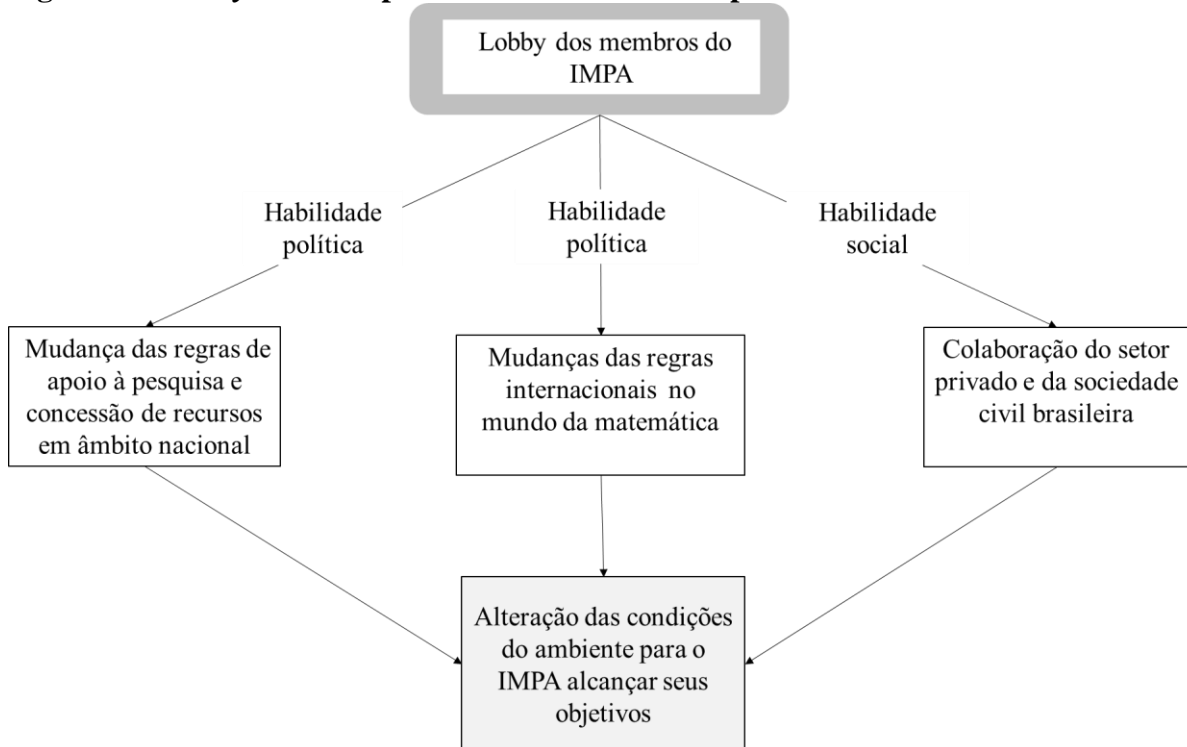 Lobby dos membros do
IMPA
Habilidade
política
Habilidade
política
Habilidade
social
Mudança das regras de
apoio à pesquisa e
concessão de recursos
em âmbito nacional
Mudanças das regras
internacionais no
mundo da matemática
Colaboração do setor
privado e da sociedade
civil brasileira
Alteração das condições
do ambiente para o
IMPA alcançar seus
objetivos